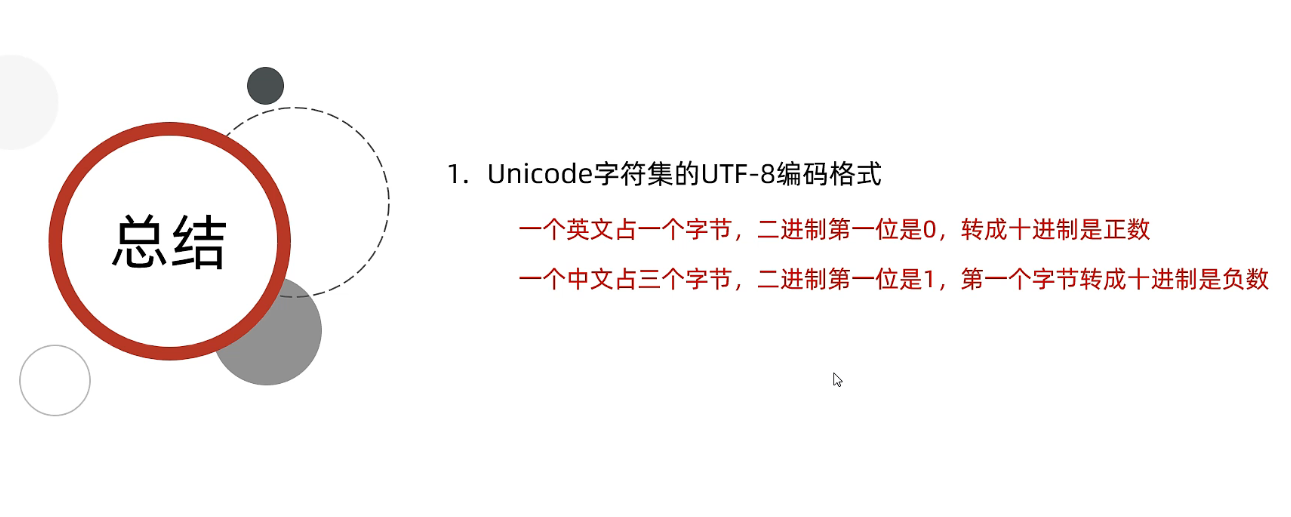 总结
1. Unicode字符集的UTF-8编码格式
一个英文占一个字节，二进制第一位是0，转成十进制是正数
一个中文占三个字节，二进制第一位是1，第一个字节转成十进制是负数